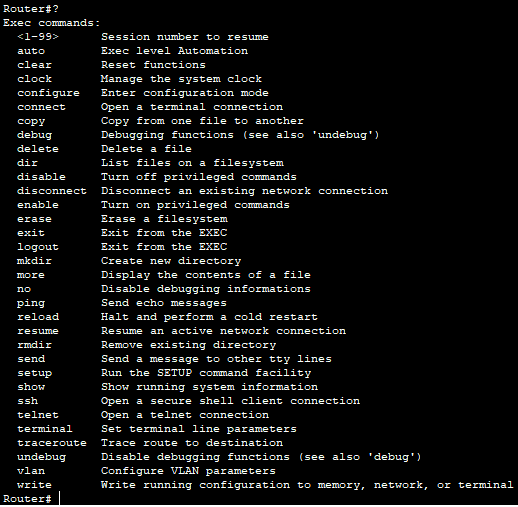 Router#?
Exec commands:
  <1-99>      Session number to resume
  auto        Exec level Automation
  clear       Reset functions
  clock       Manage the system clock
  configure   Enter configuration mode
  connect     Open a terminal connection
  copy        Copy from one file to another
  debug       Debugging functions (see also 'undebug')
  delete      Delete a file
  dir         List files on a filesystem
  disable     Turn off privileged commands
  disconnect  Disconnect an existing network connection
  enable      Turn on privileged commands
  erase       Erase a filesystem
  exit        Exit from the EXEC
  logout      Exit from the EXEC
  mkdir       Create new directory
  more        Display the contents of a file
  no          Disable debugging informations
  ping        Send echo messages
  reload      Halt and perform a cold restart
  resume      Resume an active network connection
  rmdir       Remove existing directory
  send        Send a message to other tty lines
  setup       Run the SETUP command facility
  show        Show running system information
  ssh         Open a secure shell client connection
  telnet      Open a telnet connection
  terminal    Set terminal line parameters
  traceroute  Trace route to destination
  undebug     Disable debugging functions (see also 'debug')
  vlan        Configure VLAN parameters
  write       Write running configuration to memory, network, or terminal
Router#